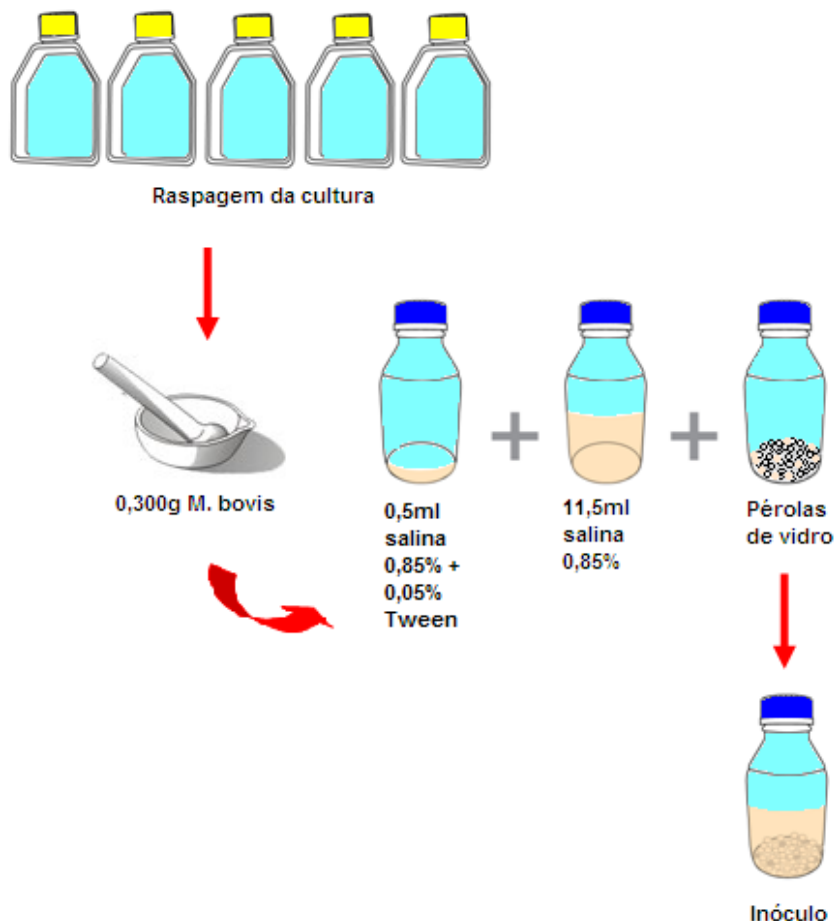 Raspagem da cultura
0,300g M. bovis
0,5ml
salina
0,85% +
0,05%
Tween
11,5ml
salina
0,85%
Pérolas
de vidro
Inóculo